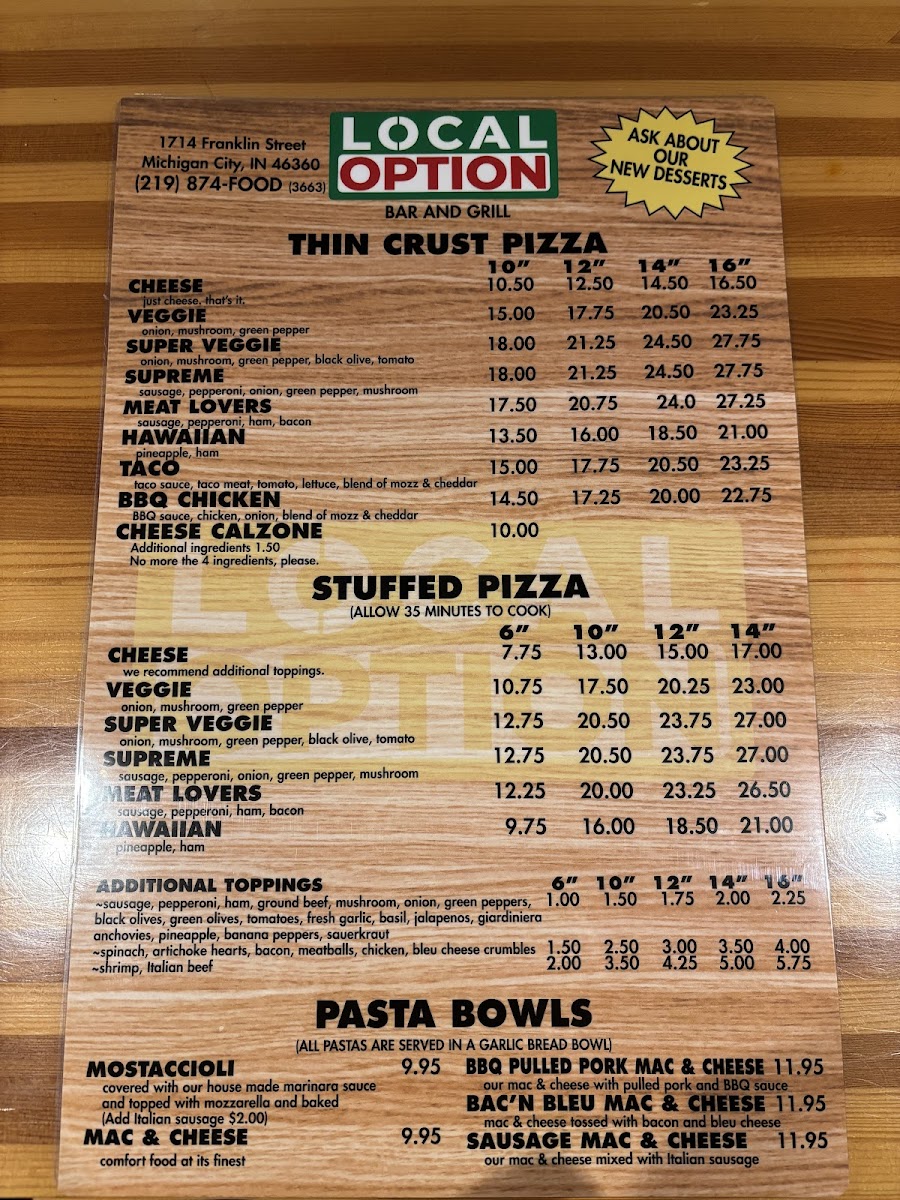 1714 Franklin Street
Michigan City, IN 46360
(219) 874-FOOD (3663)
LOCAL
OPTION
BAR AND GRILL
ASK ABOUT
OUR
NEW DESSERTS
THIN CRUST PIZZA
10" 12" 14" 16"
CHEESE 10.50 12.50 14.50 16.50
just cheese. that's it.
VEGGIE 15.00 17.75 20.50 23.25
onion, mushroom, green pepper
SUPER VEGGIE 18.00 21.25 24.50 27.75
onion, mushroom, green pepper, black olive, tomato
SUPREME 18.00 21.25 24.50 27.75
sausage, pepperoni, onion, green pepper, mushroom
MEAT LOVERS 17.50 20.75 24.0 27.25
sausage, pepperoni, ham, bacon
HAWAIIAN 13.50 16.00 18.50 21.00
pineapple, ham
TACO 15.00 17.75 20.50 23.25
taco sauce, taco meat, tomato, lettuce, blend of mozz & cheddar
BBQ CHICKEN 14.50 17.25 20.00 22.75
BBQ sauce, chicken, onion, blend of mozz & cheddar
CHEESE CALZONE 10.00
Additional ingredients 1.50
No more the 4 ingredients, please.
LOCAL
OPTION
STUFFED PIZZA
(ALLOW 35 MINUTES TO COOK)
6" 10" 12" 14"
CHEESE 7.75 13.00 15.00 17.00
we recommend additional toppings.
VEGGIE 10.75 17.50 20.25 23.00
onion, mushroom, green pepper
SUPER VEGGIE 12.75 20.50 23.75 27.00
onion, mushroom, green pepper, black olive, tomato
SUPREME 12.75 20.50 23.75 27.00
sausage, pepperoni, onion, green pepper, mushroom
MEAT LOVERS 12.25 20.00 23.25 26.50
sausage, pepperoni, ham, bacon
HAWAIIAN 9.75 16.00 18.50 21.00
pineapple, ham
ADDITIONAL TOPPINGS 6" 10" 12" 14" 16"
~sausage, pepperoni, ham, ground beef, mushroom, onion, green peppers, 1.00 1.50 1.75 2.00 2.25
black olives, green olives, tomatoes, fresh garlic, basil, jalapenos, giardiniera
anchovies, pineapple, banana peppers, sauerkraut
~spinach, artichoke hearts, bacon, meatballs, chicken, bleu cheese crumbles 1.50 2.50 3.00 3.50 4.00
~shrimp, Italian beef 2.00 3.50 4.25 5.00 5.75
PASTA BOWLS
(ALL PASTAS ARE SERVED IN A GARLIC BREAD BOWL)
MOSTACCIOLI 9.95
covered with our house made marinara sauce
and topped with mozzarella and baked
(Add Italian sausage $2.00)
MAC & CHEESE 9.95
comfort food at its finest
BBQ PULLED PORK MAC & CHEESE 11.95
our mac & cheese with pulled pork and BBQ sauce
BAC'N BLEU MAC & CHEESE 11.95
mac & cheese tossed with bacon and bleu cheese
SAUSAGE MAC & CHEESE 11.95
our mac & cheese mixed with Italian sausage